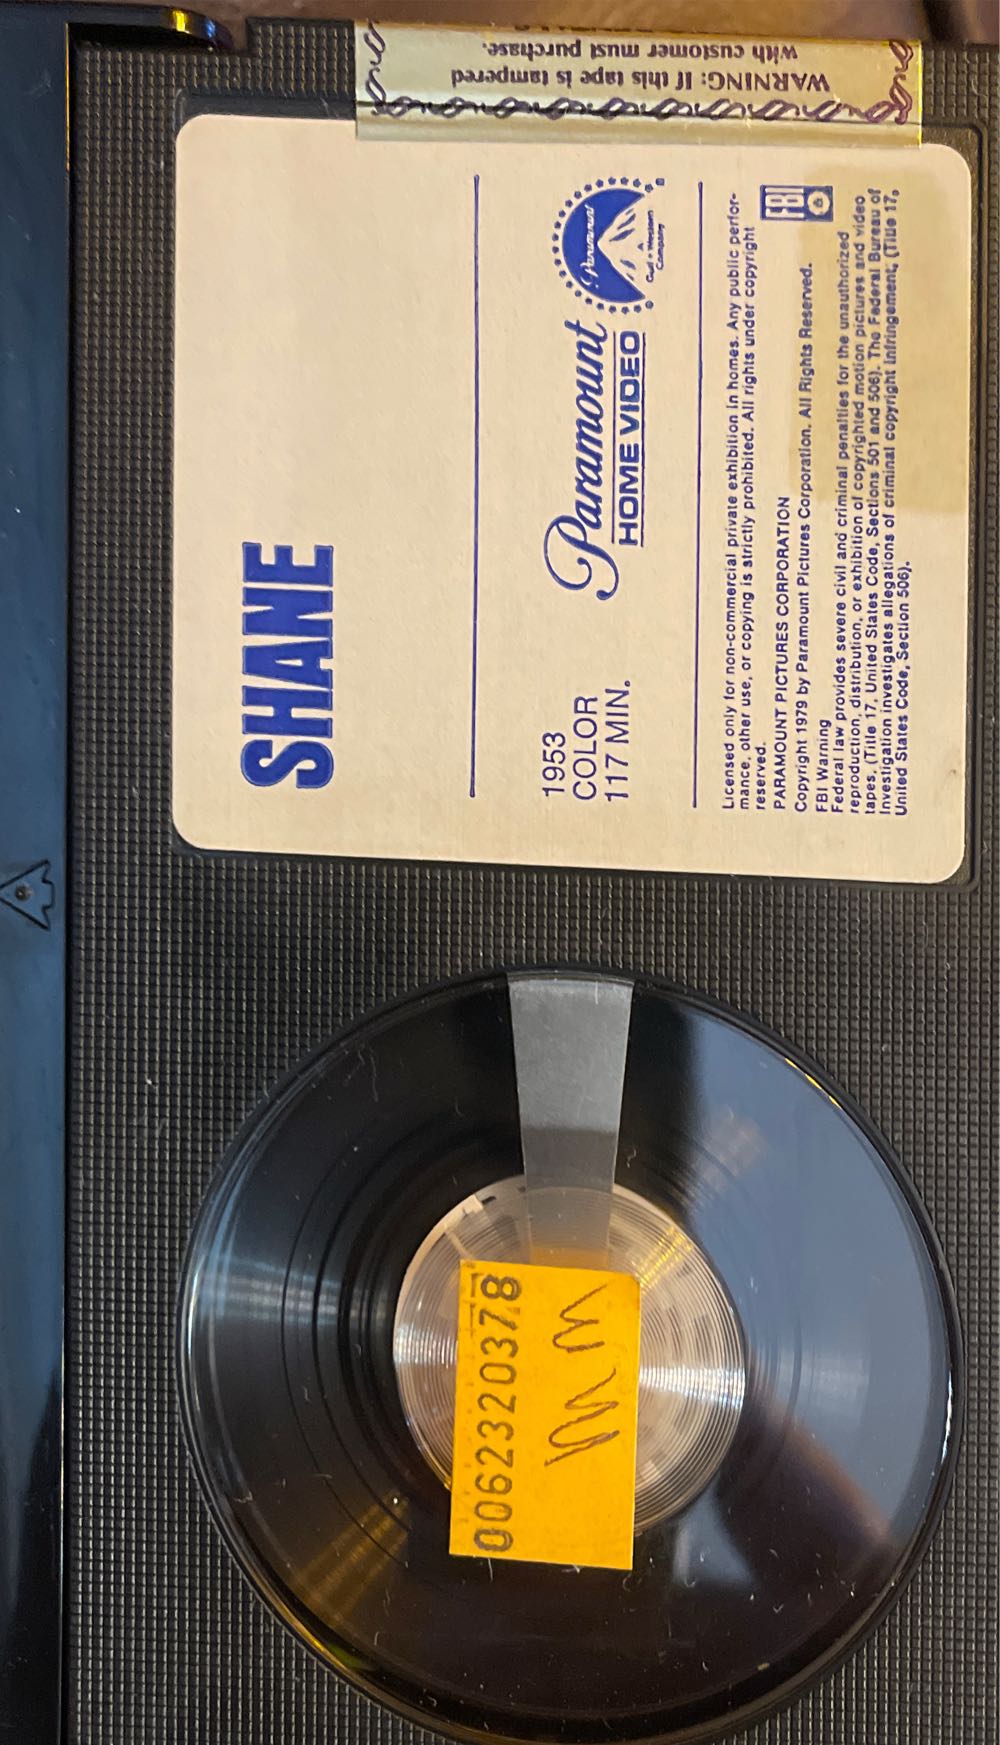 WARNING: If this tape is tampered
with customer must purchase.
SHANE
1953
COLOR
117 MIN.
Paramount
HOME VIDEO
Paramount
Gulf + Western
Company
Licensed only for non-commercial private exhibition in homes. Any public perfor-
mance, other use, or copying is strictly prohibited. All rights under copyright
reserved.
PARAMOUNT PICTURES CORPORATION
Copyright 1979 by Paramount Pictures Corporation. All Rights Reserved.
FBI Warning
FBI
Federal law provides severe civil and criminal penalties for the unauthorized
reproduction, distribution, or exhibition of copyrighted motion pictures and video
tapes, (Title 17, United States Code, Sections 501 and 506). The Federal Bureau of
Investigation investigates allegations of criminal copyright infringement, (Title 17,
United States Code, Section 506).
0062320378